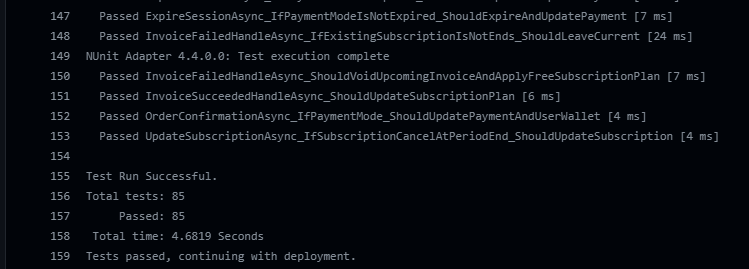 147 Passed ExpireSessionAsync_IfPaymentModeIsNotExpired_ShouldExpireAndUpdatePayment [7 ms]
148 Passed InvoiceFailedHandleAsync_IfExistingSubscriptionIsNotEnds_ShouldLeaveCurrent [24 ms]
149 NUnit Adapter 4.4.0.0: Test execution complete
150 Passed InvoiceFailedHandleAsync_ShouldVoidUpcomingInvoiceAndApplyFreeSubscriptionPlan [7 ms]
151 Passed InvoiceSucceededHandleAsync_ShouldUpdateSubscriptionPlan [6 ms]
152 Passed OrderConfirmationAsync_IfPaymentMode_ShouldUpdatePaymentAndUserWallet [4 ms]
153 Passed UpdateSubscriptionAsync_IfSubscriptionCancelAtPeriodEnd_ShouldUpdateSubscription [4 ms]
154
155 Test Run Successful.
156 Total tests: 85
157 Passed: 85
158 Total time: 4.6819 Seconds
159 Tests passed, continuing with deployment.